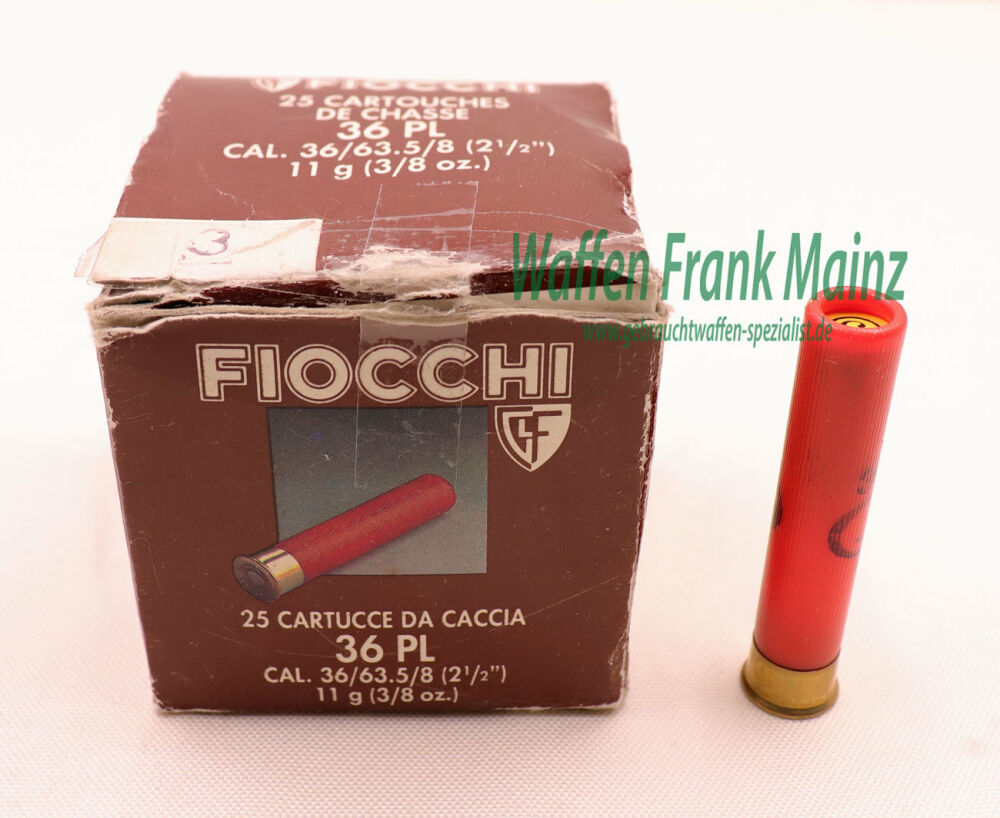 FIOCCHI
25 CARTOUCHES
DE CHASSE
36 PL
CAL. 36/63.5/8 (2 1/2")
11 g (3/8 oz.)
3
Waffen Frank Mainz
www.gebrauchtwaffen-spezialist.de
FIOCCHI
GF
25 CARTUCCE DA CACCIA
36 PL
CAL. 36/63.5/8 (2 1/2")
11 g (3/8 oz.)